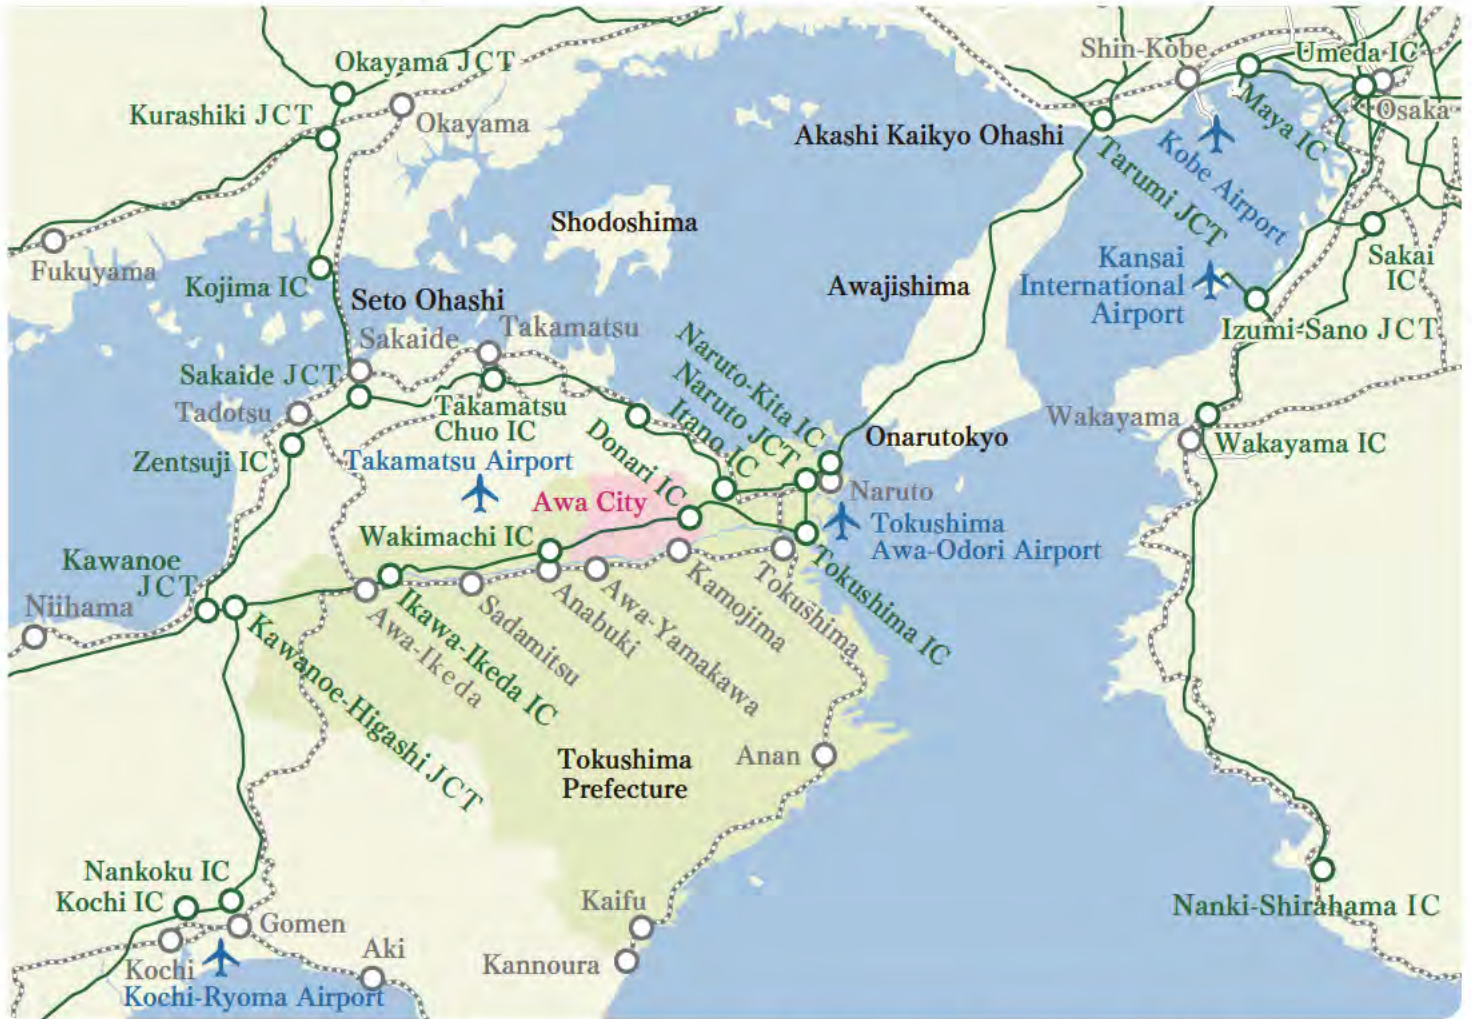 Okayama JCT
Shin-Kobe
Umeda IC
Kurashiki JCT
Okayama
Akashi Kaikyo Ohashi
Maya IC
Osaka
Kobe Airport
Tarumi JCT
Shodoshima
Fukuyama
Kojima IC
Seto Ohashi
Awajishima
Kansai
International
Airport
Sakai
IC
Izumi-Sano JCT
Sakaide
Takamatsu
Sakaide JCT
Tadotsu
Takamatsu
Chuo IC
Naruto-Kita IC
Naruto JCT
Itano IC
Donari IC
Onarutokyo
Wakayama
Wakayama IC
Zentsuji IC
Takamatsu Airport
Awa City
Naruto
Tokushima
Awa-Odori Airport
Wakimachi IC
Kawanoe
JCT
Niihama
Kawanoe-Higashi JCT
Awa-Ikeda
Ikawa-Ikeda IC
Sadamitsu
Anabuki
Awa-Yamakawa
Kamojima
Tokushima
Tokushima IC
Tokushima
Prefecture
Anan
Nankoku IC
Kochi IC
Gomen
Kochi
Kochi-Ryoma Airport
Aki
Kaifu
Kannoura
Nanki-Shirahama IC